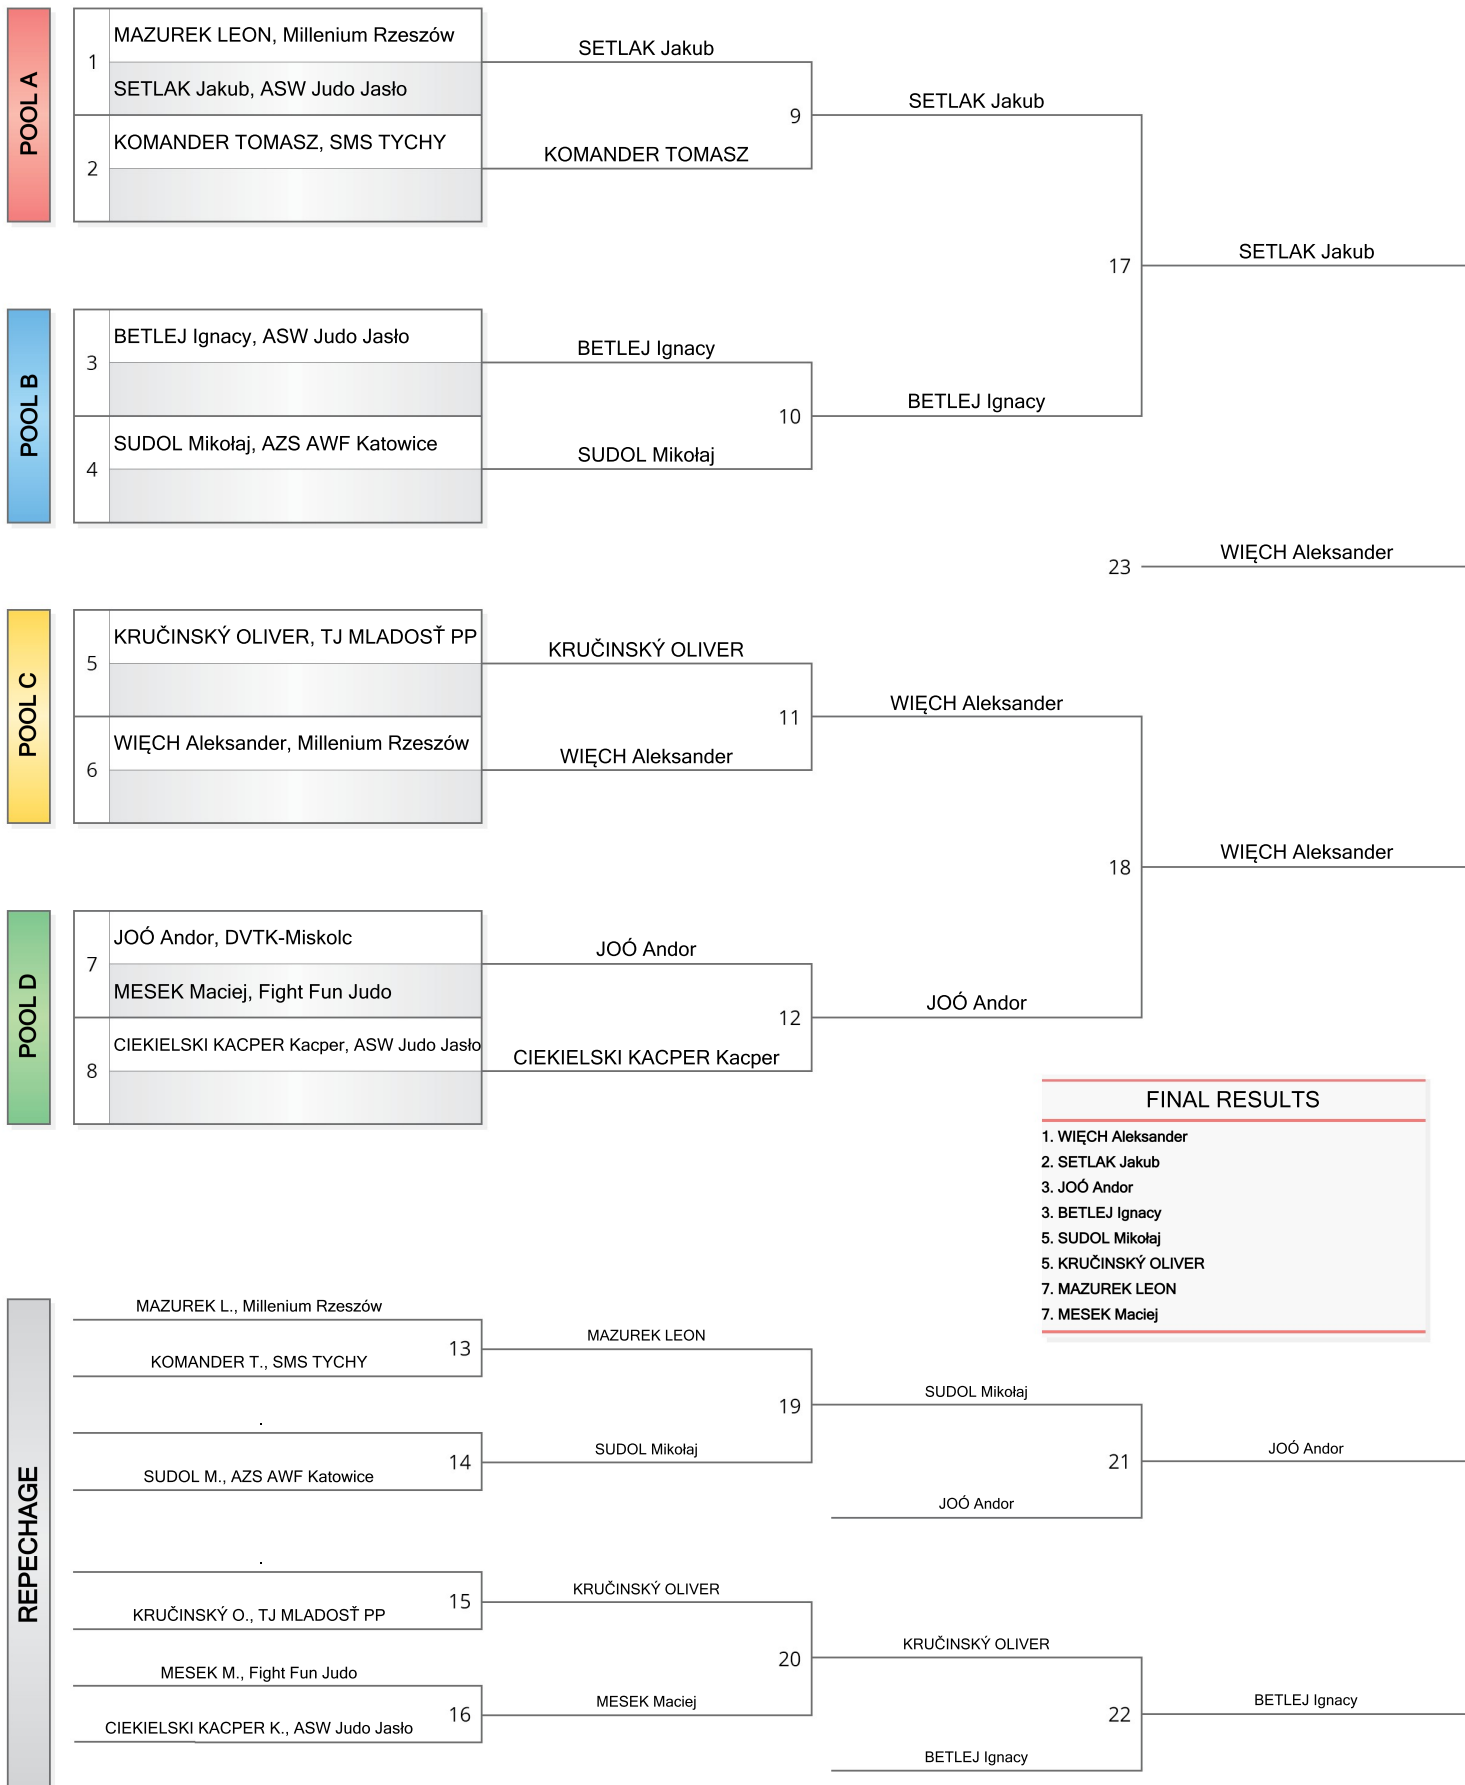 POOL A
1
MAZUREK LEON, Millenium Rzeszów
SETLAK Jakub, ASW Judo Jasło
2
KOMANDER TOMASZ, SMS TYCHY
SETLAK Jakub
KOMANDER TOMASZ
9
SETLAK Jakub
17
SETLAK Jakub
POOL B
3
BETLEJ Ignacy, ASW Judo Jasło
4
SUDOL Mikołaj, AZS AWF Katowice
BETLEJ Ignacy
SUDOL Mikołaj
10
BETLEJ Ignacy
23
WIĘCH Aleksander
POOL C
5
KRUČINSKÝ OLIVER, TJ MLADOSŤ PP
6
WIĘCH Aleksander, Millenium Rzeszów
KRUČINSKÝ OLIVER
WIĘCH Aleksander
11
WIĘCH Aleksander
18
WIĘCH Aleksander
POOL D
7
JOÓ Andor, DVTK-Miskolc
MESEK Maciej, Fight Fun Judo
8
CIEKIELSKI KACPER Kacper, ASW Judo Jasło
JOÓ Andor
CIEKIELSKI KACPER Kacper
12
JOÓ Andor
FINAL RESULTS
1. WIĘCH Aleksander
2. SETLAK Jakub
3. JOÓ Andor
3. BETLEJ Ignacy
5. SUDOL Mikołaj
5. KRUČINSKÝ OLIVER
7. MAZUREK LEON
7. MESEK Maciej
REPECHAGE
MAZUREK L., Millenium Rzeszów
KOMANDER T., SMS TYCHY
13
MAZUREK LEON
.
SUDOL M., AZS AWF Katowice
14
SUDOL Mikołaj
19
SUDOL Mikołaj
JOÓ Andor
21
JOÓ Andor
.
KRUČINSKÝ O., TJ MLADOSŤ PP
15
KRUČINSKÝ OLIVER
MESEK M., Fight Fun Judo
CIEKIELSKI KACPER K., ASW Judo Jasło
16
MESEK Maciej
20
KRUČINSKÝ OLIVER
BETLEJ Ignacy
22
BETLEJ Ignacy